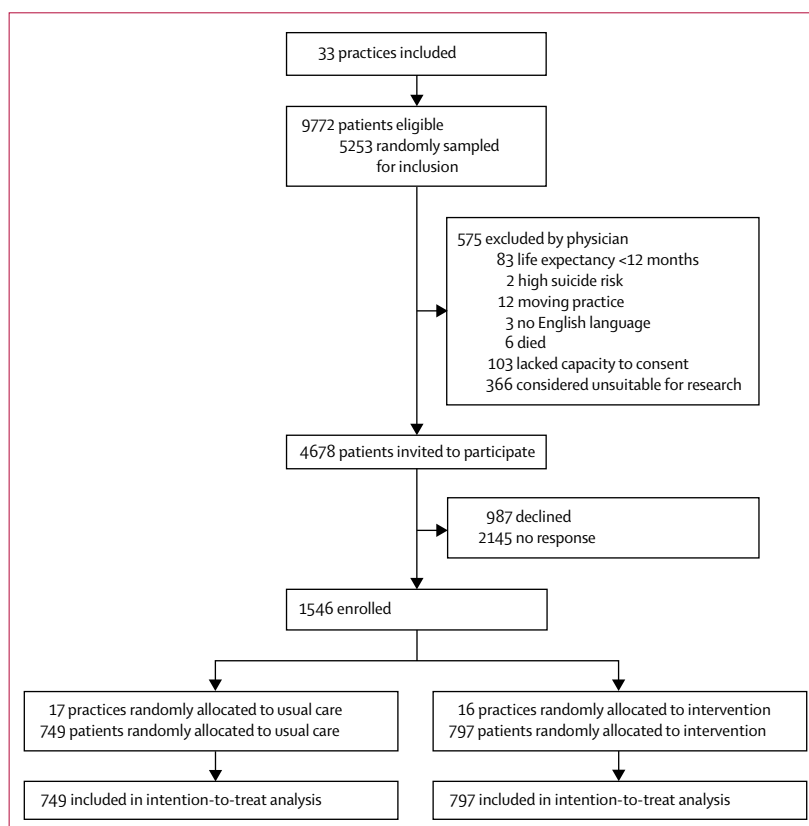 33 practices included
9772 patients eligible
5253 randomly sampled
for inclusion
575 excluded by physician
83 life expectancy <12 months
2 high suicide risk
12 moving practice
3 no English language
6 died
103 lacked capacity to consent
366 considered unsuitable for research
4678 patients invited to participate
987 declined
2145 no response
1546 enrolled
17 practices randomly allocated to usual care
749 patients randomly allocated to usual care
16 practices randomly allocated to intervention
797 patients randomly allocated to intervention
749 included in intention-to-treat analysis
797 included in intention-to-treat analysis